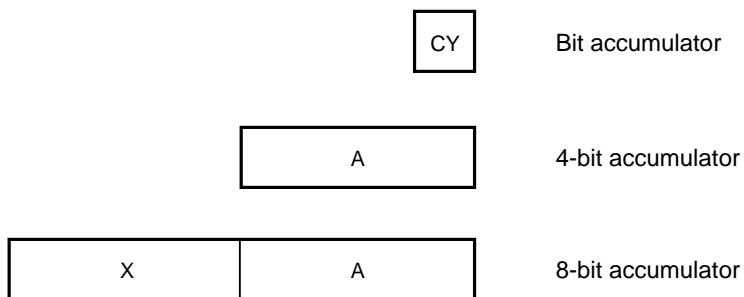 CY Bit accumulator
A 4-bit accumulator
X A 8-bit accumulator